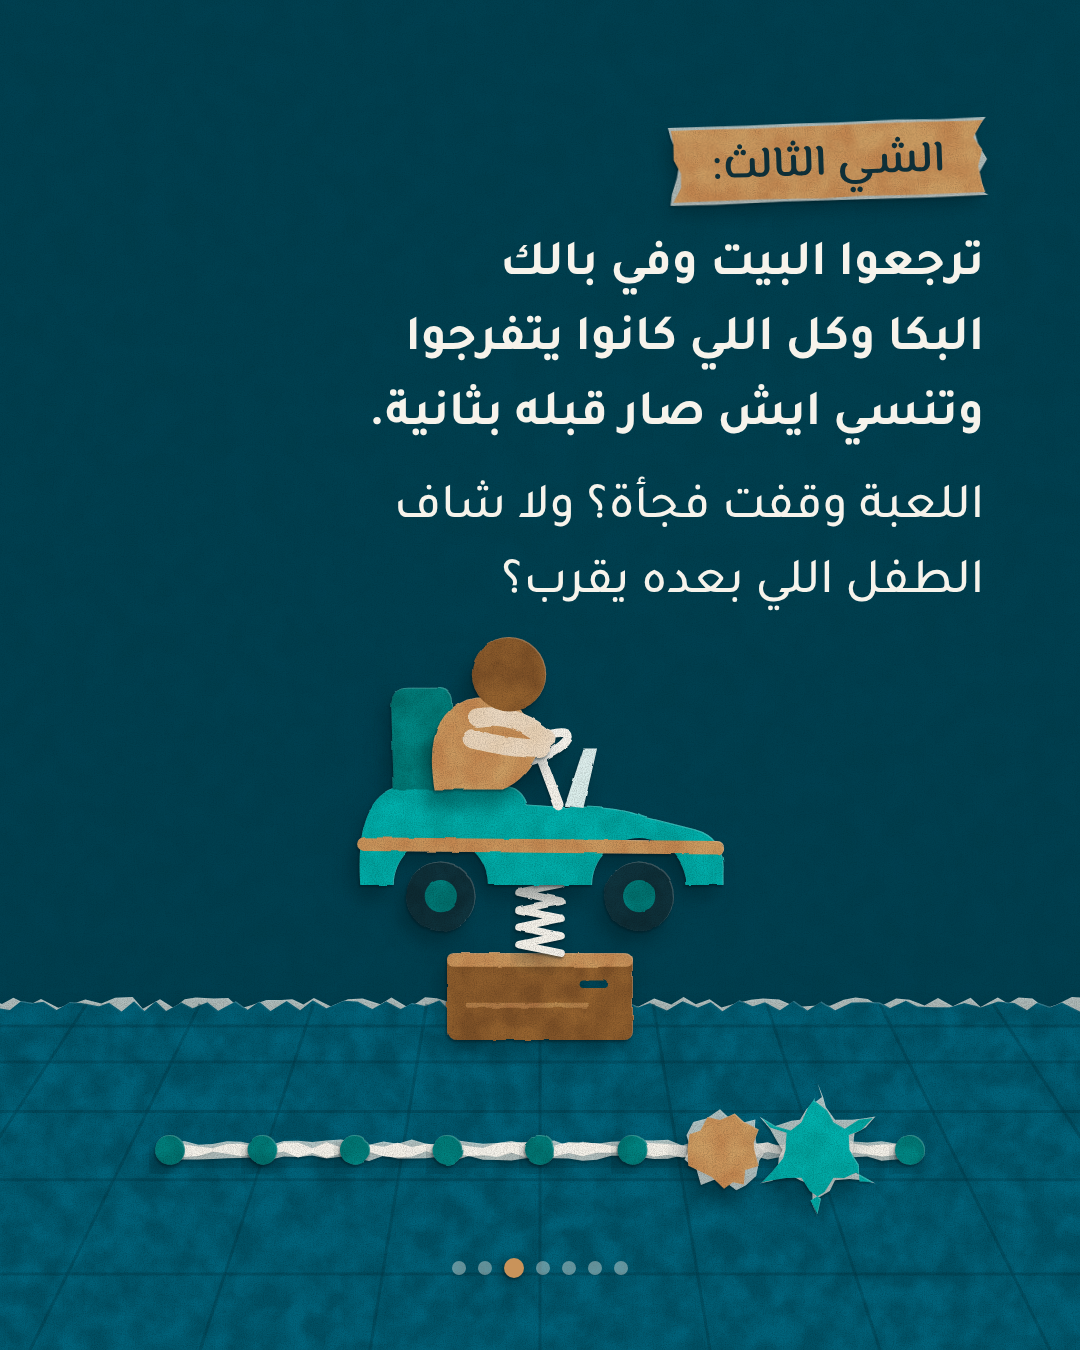 الشي الثالث:
ترجعوا البيت وفي بالك
البكا وكل اللي كانوا يتفرجوا
وتنسي ايش صار قبله بثانية.
اللعبة وقفت فجأة؟ ولا شاف
الطفل اللي بعده يقرب؟